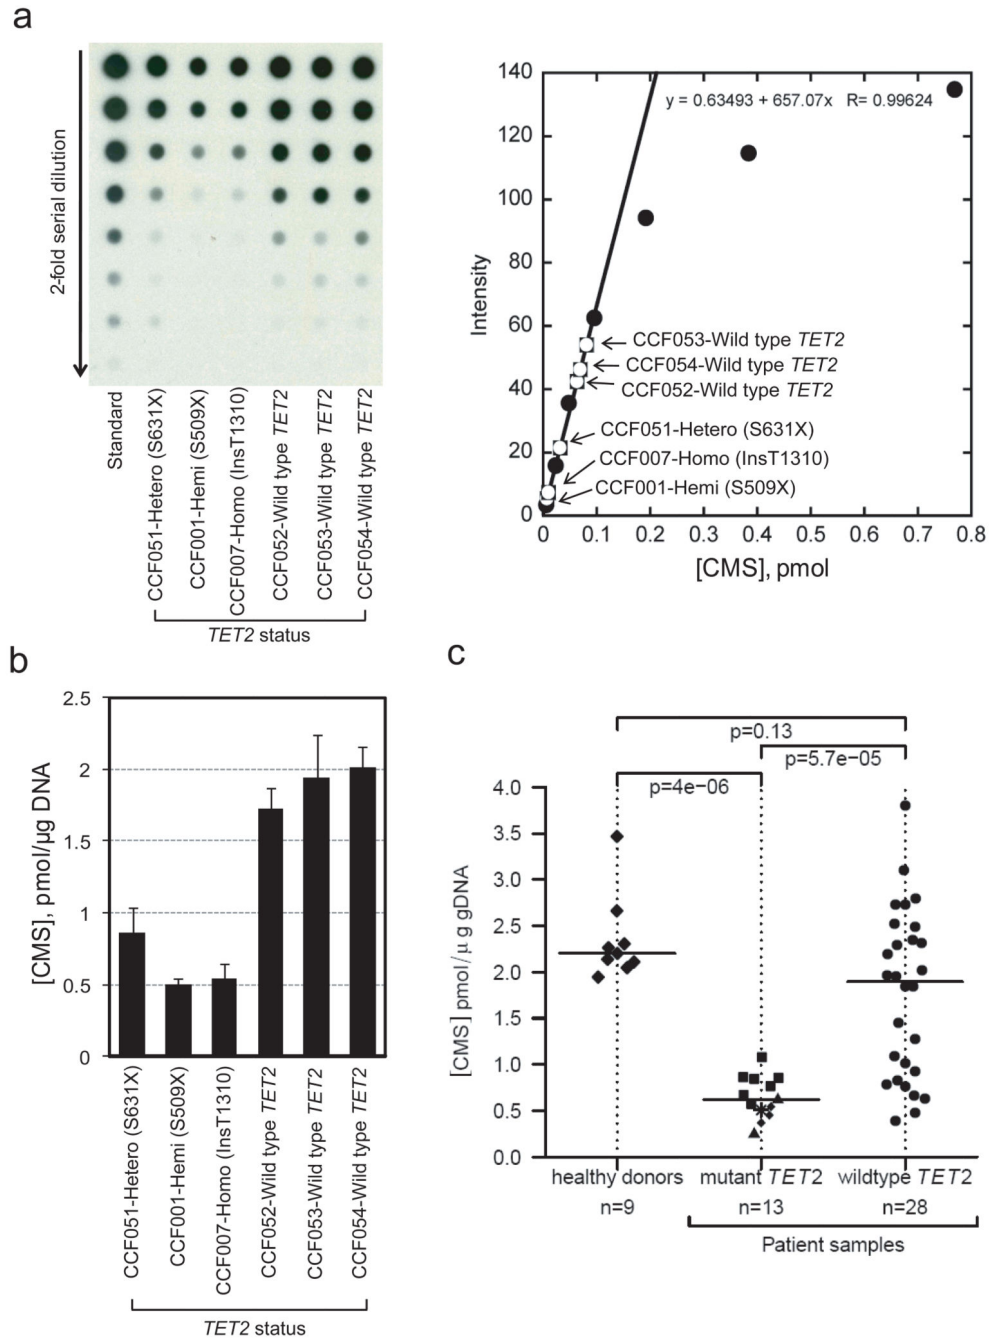 a
2-fold serial dilution
Standard
CCF051-Hetero (S631X)
CCF001-Hemi (S509X)
CCF007-Homo (InsT1310)
CCF052-Wild type TET2
CCF053-Wild type TET2
CCF054-Wild type TET2
TET2 status
Intensity
140
120
100
80
60
40
20
0
y = 0.63493 + 657.07x R= 0.99624
CCF053-Wild type TET2
CCF054-Wild type TET2
CCF052-Wild type TET2
CCF051-Hetero (S631X)
CCF007-Homo (InsT1310)
CCF001-Hemi (S509X)
0 0.1 0.2 0.3 0.4 0.5 0.6 0.7 0.8
[CMS], pmol
b
[CMS], pmol/µg DNA
2.5
2
1.5
1
0.5
0
CCF051-Hetero (S631X)
CCF001-Hemi (S509X)
CCF007-Homo (InsT1310)
CCF052-Wild type TET2
CCF053-Wild type TET2
CCF054-Wild type TET2
TET2 status
c
p=0.13
p=5.7e−05
p=4e−06
[CMS] pmol/µg gDNA
4.0
3.5
3.0
2.5
2.0
1.5
1.0
0.5
0.0
healthy donors mutant TET2 wildtype TET2
n=9 n=13 n=28
Patient samples